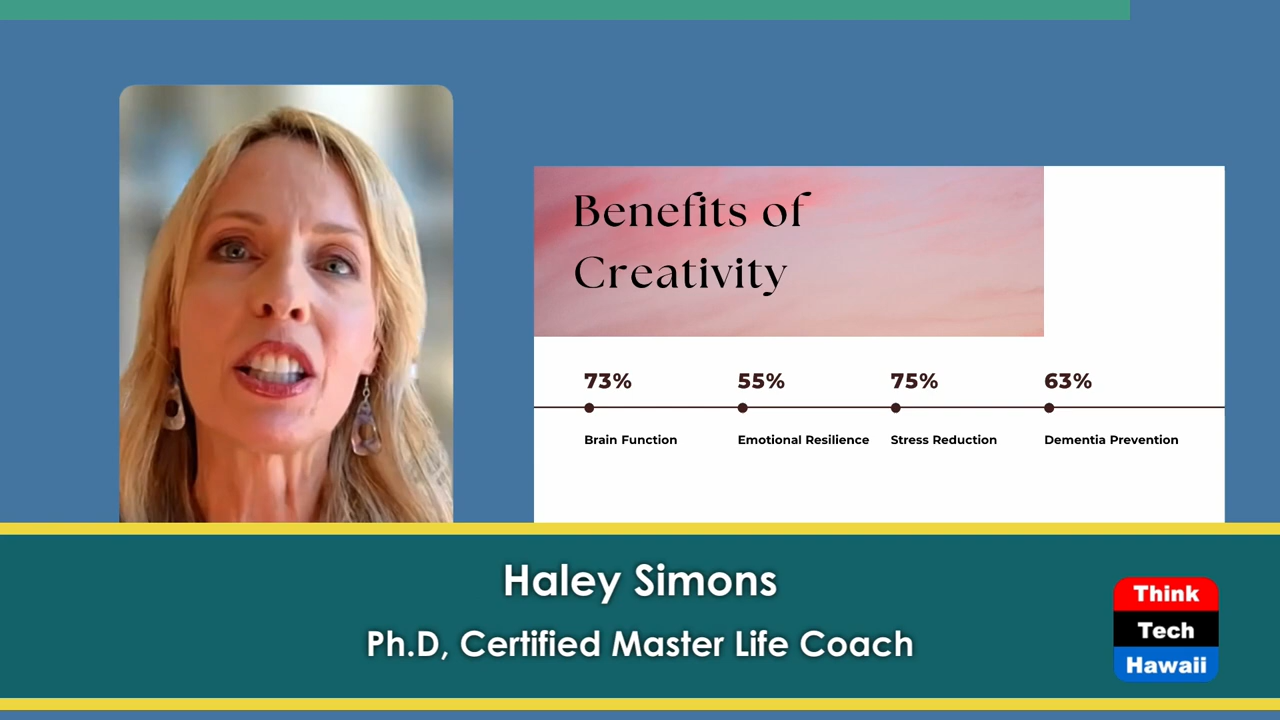 Benefits of
Creativity
73% 55% 75% 63%
Brain Function Emotional Resilience Stress Reduction Dementia Prevention
Haley Simons
Ph.D, Certified Master Life Coach
Think
Tech
Hawaii